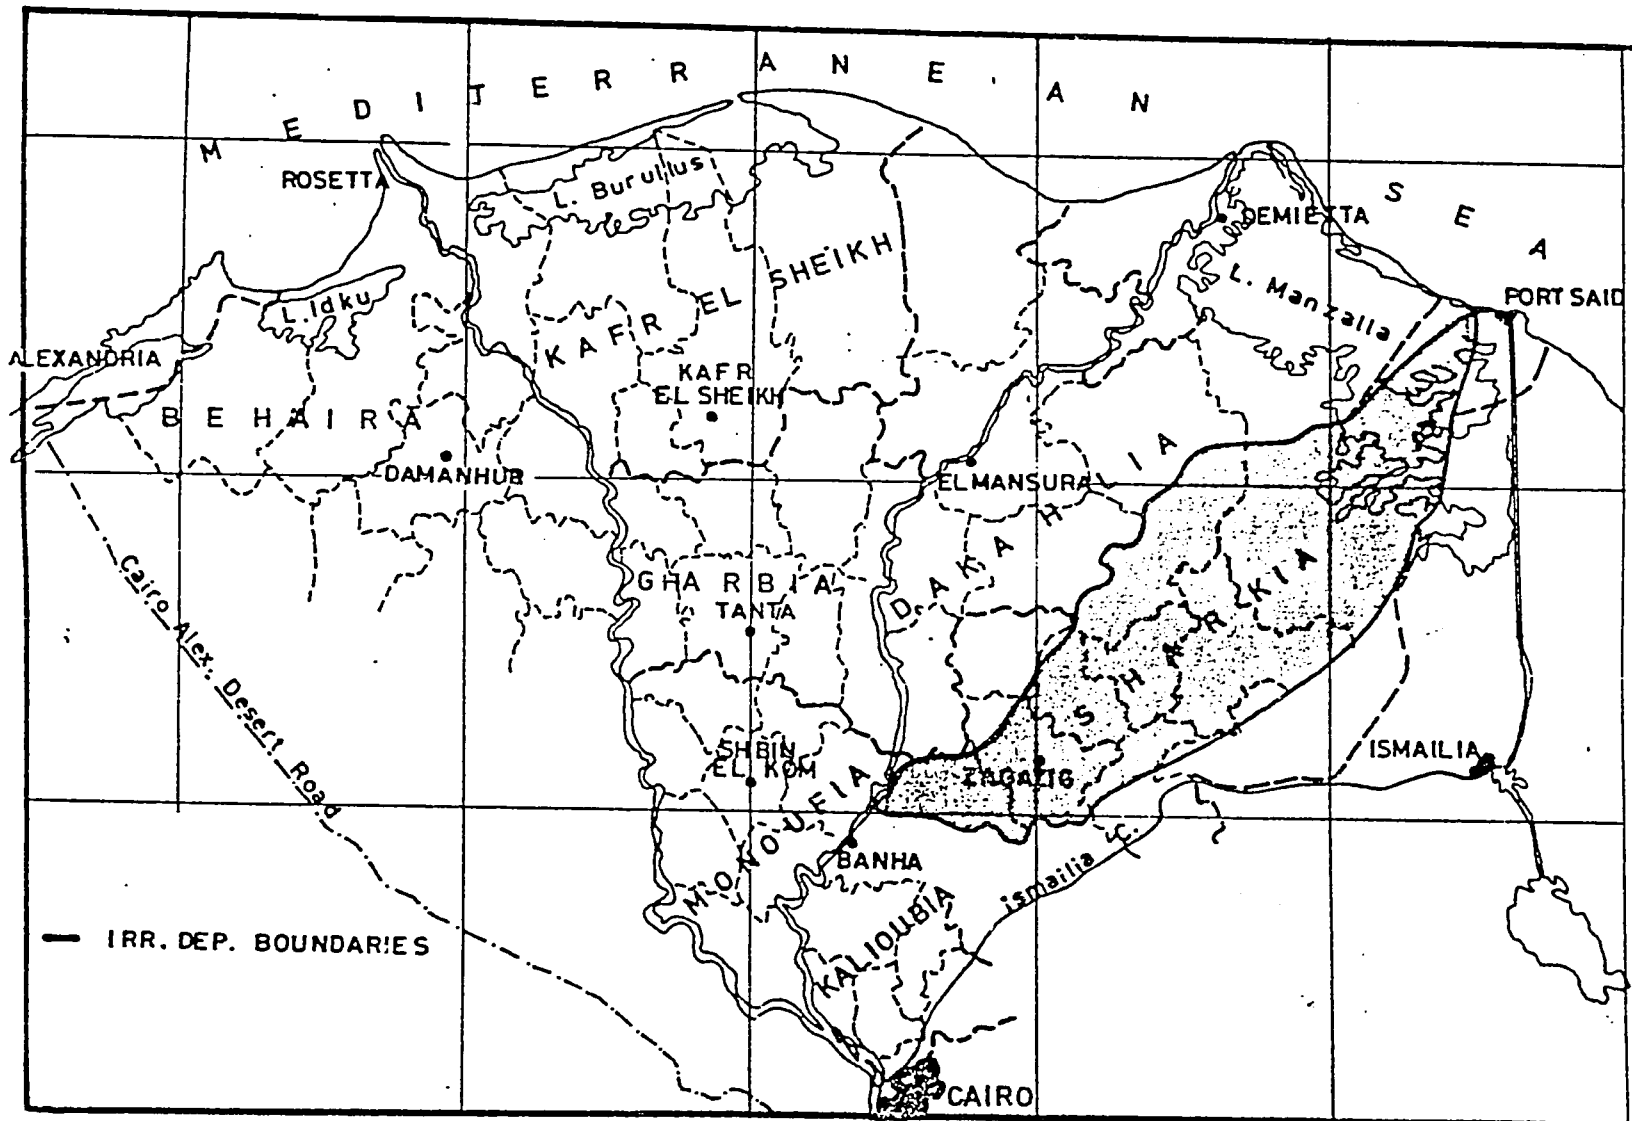 MEDITERRANEAN SEA
ROSETTA
L. Burullus
DEMIETTA
L. Idku
KAFR EL SHEIKH
L. Manzalla
PORT SAID
ALEXANDRIA
KAFR
EL SHEIKH
BEHAIRA
DAMANHUR
EL MANSURA
DAKAHLIA
GHARBIA
TANTA
SHARKIA
Cairo Alex. Desert Road
SHBIN
EL KOM
ZAGAZIG
ISMAILIA
MONOUFIA
BANHA
ismailia C.
KALIOUBIA
IRR. DEP. BOUNDARIES
CAIRO